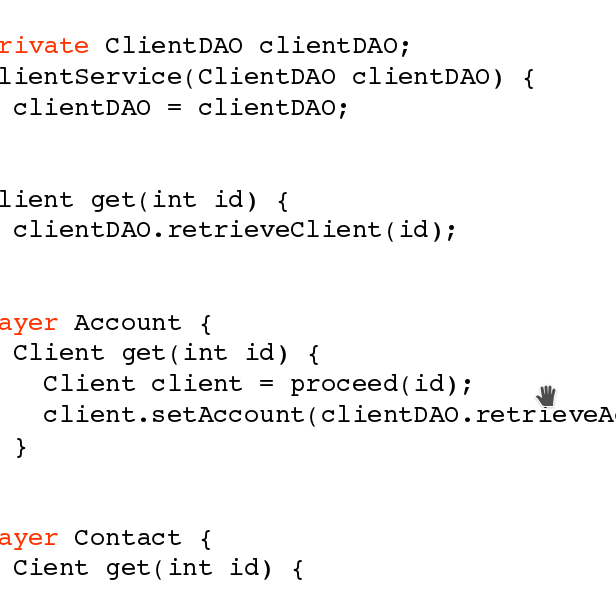 rivate ClientDAO clientDAO;
lientService(ClientDAO clientDAO) {
clientDAO = clientDAO;
lient get(int id) {
clientDAO.retrieveClient(id);
ayer Account {
Client get(int id) {
Client client = proceed(id);
client.setAccount(clientDAO.retrieveA
}
ayer Contact {
Cient get(int id) {